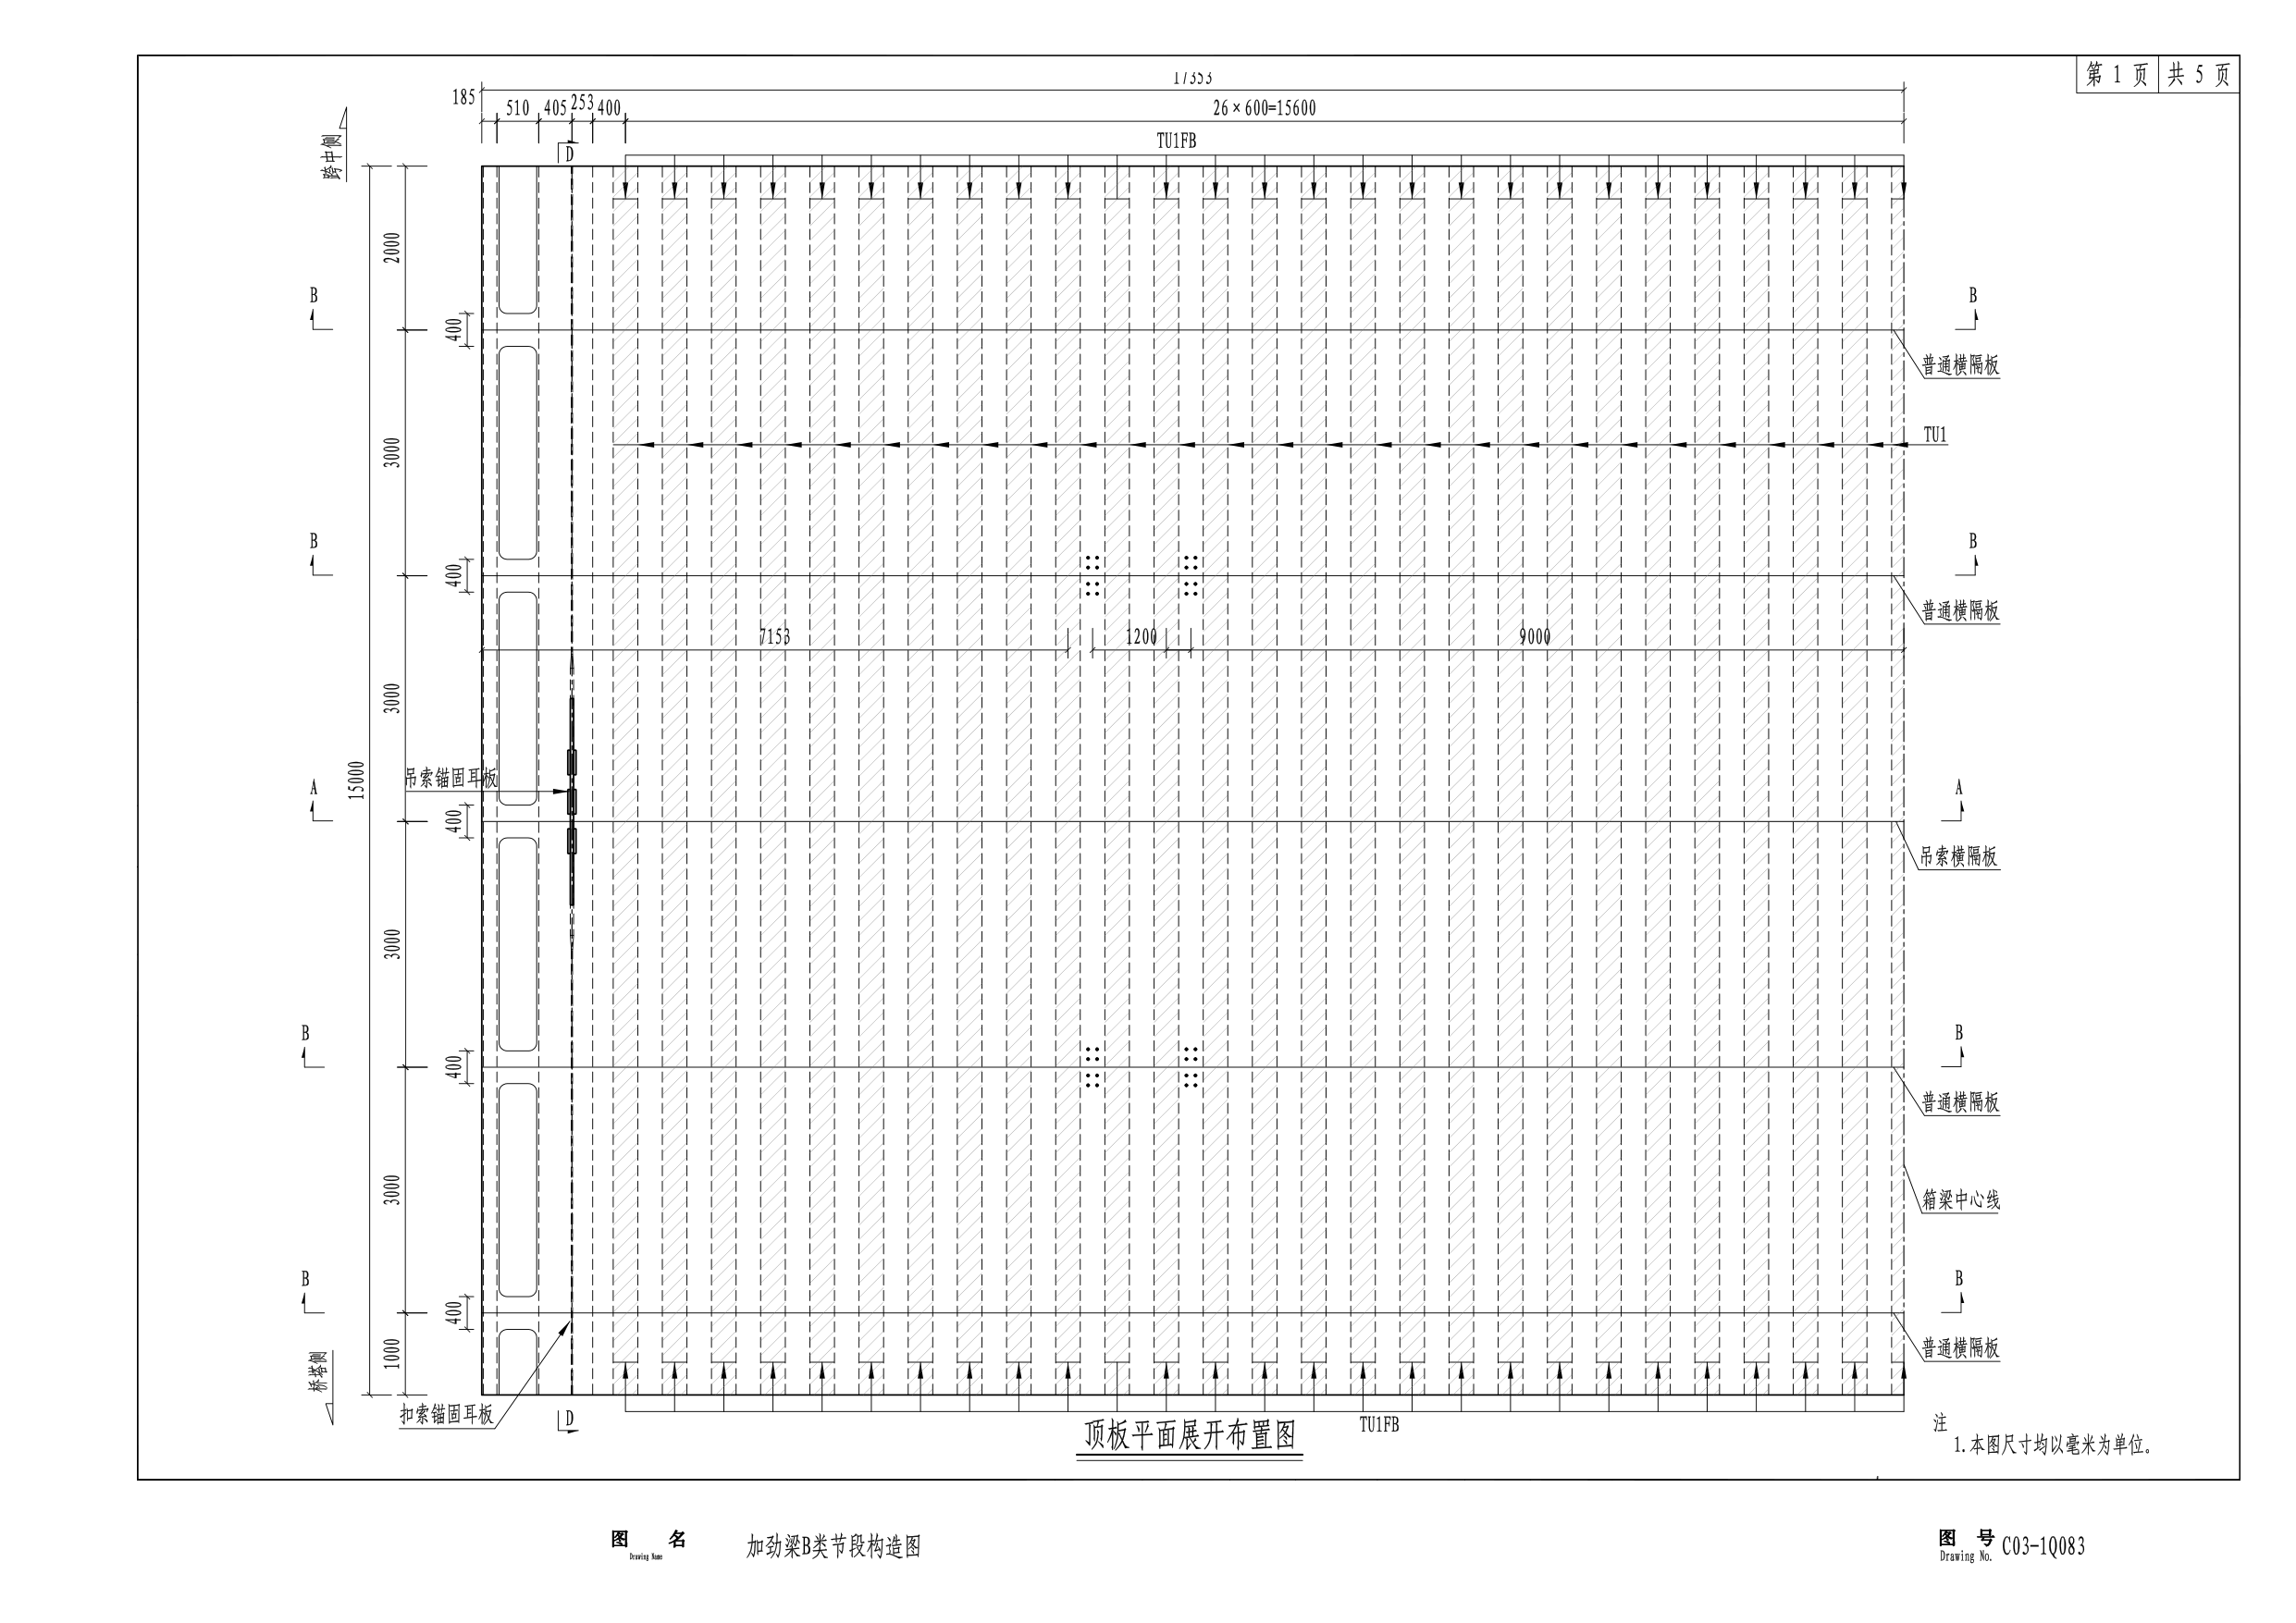 第 1 页 共 5 页
17353
185 510 405 253 400 26×600=15600
TU1FB
跨中侧
D
2000
B B
400
普通横隔板
3000
TU1
B B
400
普通横隔板
7153 1200 9000
3000
15000
吊索锚固耳板
A A
400
吊索横隔板
3000
B B
400
普通横隔板
3000
箱梁中心线
B B
400
普通横隔板
1000
桥塔侧
扣索锚固耳板
D
TU1FB
顶板平面展开布置图
注
1.本图尺寸均以毫米为单位。
图 名 加劲梁B类节段构造图
Drawing Name
图 号 C03-1Q083
Drawing No.